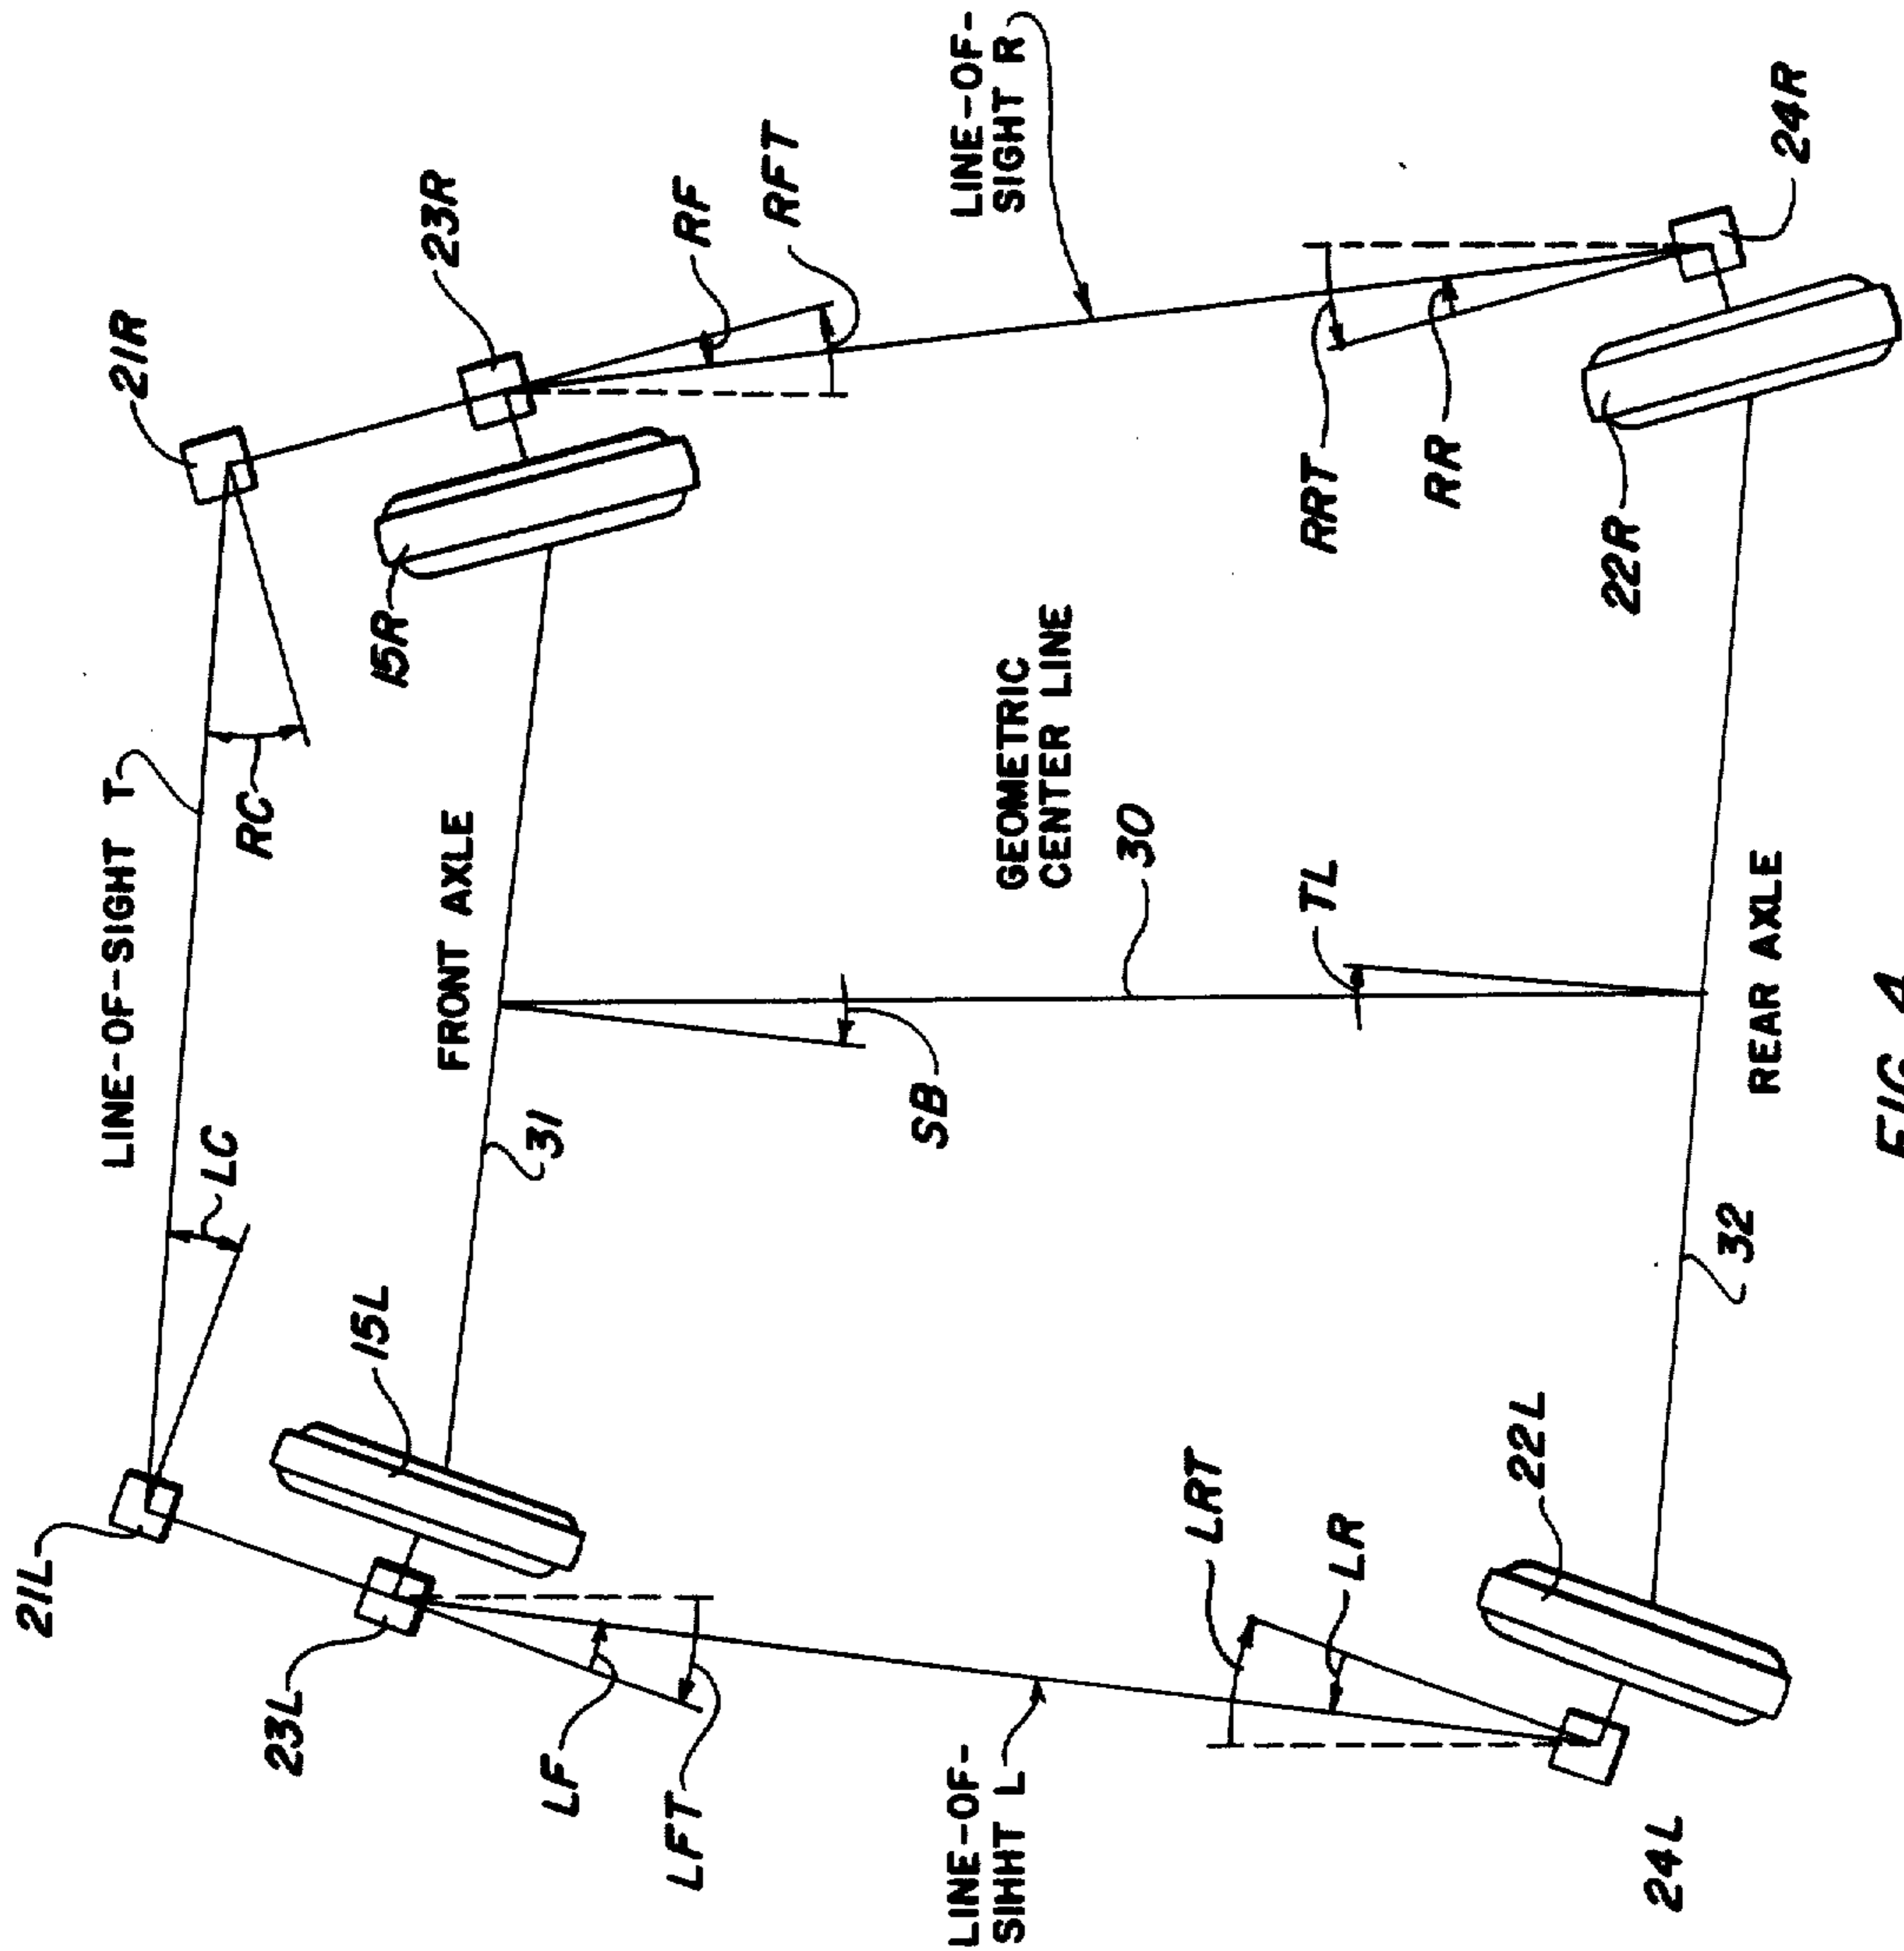 21L
23L
LF
LFT
LINE-OF-
SIHHT L
24L
LINE-OF-SIGHT T
LC
15L
LRT
LR
22L
31
32
FRONT AXLE
SB
REAR AXLE
FIG. 4
RC
GEOMETRIC
CENTER LINE
30
TL
21R
15R
23R
RF
RFT
LINE-OF-
SIGHT R
RRT
RR
22R
24R